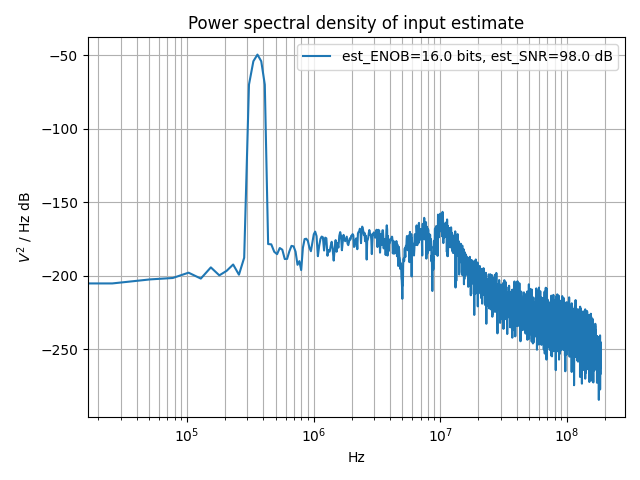 Power spectral density of input estimate
est_ENOB=16.0 bits, est_SNR=98.0 dB
V² / Hz dB
−50
−100
−150
−200
−250
10⁵
10⁶
10⁷
10⁸
Hz